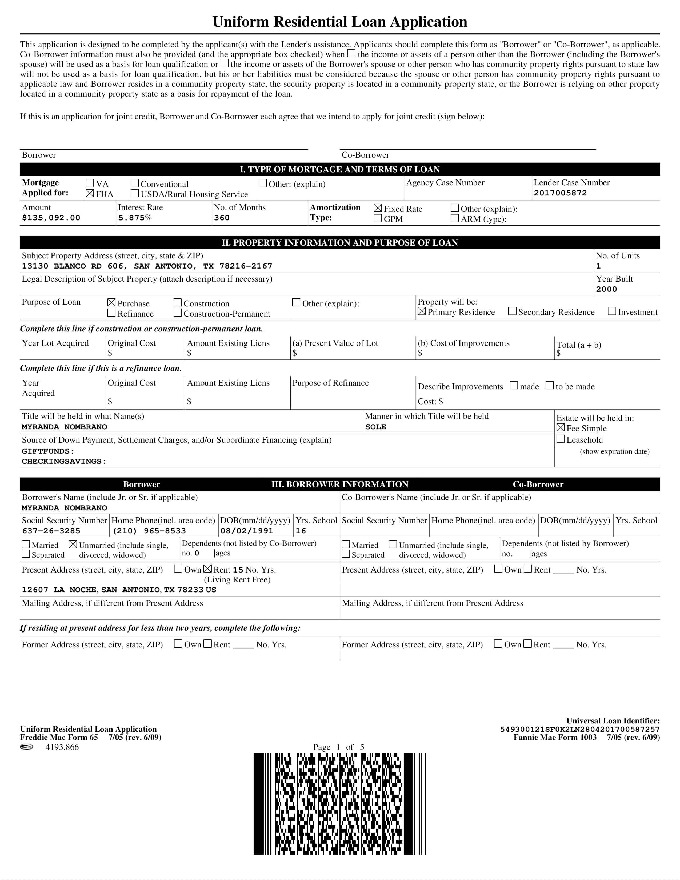 Uniform Residential Loan Application
This application is designed to be completed by the applicant(s) with the Lender's assistance. Applicants should complete this form as "Borrower" or "Co-Borrower", as applicable.
Co-Borrower information must also be provided (and the appropriate box checked) when ☐ the income or assets of a person other than the Borrower (including the Borrower's
spouse) will be used as a basis for loan qualification or ☐ the income or assets of the Borrower's spouse or other person who has community property rights pursuant to state law
will not be used as a basis for loan qualification, but his or her liabilities must be considered because the spouse or other person has community property rights pursuant to
applicable law and Borrower resides in a community property state, the security property is located in a community property state, or the Borrower is relying on other property
located in a community property state as a basis for repayment of the loan.
If this is an application for joint credit, Borrower and Co-Borrower each agree that we intend to apply for joint credit (sign below):
Borrower Co-Borrower
I. TYPE OF MORTGAGE AND TERMS OF LOAN
Mortgage ☐ VA ☐ Conventional ☐ Other: (explain) Agency Case Number Lender Case Number
Applied for: ☒ FHA ☐ USDA/Rural Housing Service 2017005872
Amount Interest Rate No. of Months Amortization ☒ Fixed Rate ☐ Other (explain):
$135,092.00 5.875% 360 Type: ☐ GPM ☐ ARM (type):
II. PROPERTY INFORMATION AND PURPOSE OF LOAN
Subject Property Address (street, city, state & ZIP) No. of Units
13130 BLANCO RD 606, SAN ANTONIO, TX 78216-2167 1
Legal Description of Subject Property (attach description if necessary) Year Built
2000
Purpose of Loan ☒ Purchase ☐ Construction ☐ Other (explain): Property will be:
☐ Refinance ☐ Construction-Permanent ☒ Primary Residence ☐ Secondary Residence ☐ Investment
Complete this line if construction or construction-permanent loan.
Year Lot Acquired Original Cost Amount Existing Liens (a) Present Value of Lot (b) Cost of Improvements Total (a + b)
$ $ $ $ $
Complete this line if this is a refinance loan.
Year Original Cost Amount Existing Liens Purpose of Refinance Describe Improvements ☐ made ☐ to be made
Acquired
$ $ Cost: $
Title will be held in what Name(s) Manner in which Title will be held Estate will be held in:
MYRANDA NOMBRANO SOLE ☒ Fee Simple
Source of Down Payment, Settlement Charges, and/or Subordinate Financing (explain) ☐ Leasehold
GIFTFUNDS: (show expiration date)
CHECKINGSAVINGS:
Borrower III. BORROWER INFORMATION Co-Borrower
Borrower's Name (include Jr. or Sr. if applicable) Co-Borrower's Name (include Jr. or Sr. if applicable)
MYRANDA NOMBRANO
Social Security Number Home Phone(incl. area code) DOB(mm/dd/yyyy) Yrs. School Social Security Number Home Phone(incl. area code) DOB(mm/dd/yyyy) Yrs. School
637-26-3285 (210) 965-8533 08/02/1991 16
☐ Married ☒ Unmarried (include single, Dependents (not listed by Co-Borrower) ☐ Married ☐ Unmarried (include single, Dependents (not listed by Borrower)
☐ Separated divorced, widowed) no. 0 ages ☐ Separated divorced, widowed) no. ages
Present Address (street, city, state, ZIP) ☐ Own ☒ Rent 15 No. Yrs. Present Address (street, city, state, ZIP) ☐ Own ☐ Rent ____ No. Yrs.
(Living Rent Free)
12607 LA NOCHE, SAN ANTONIO, TX 78233 US
Mailing Address, if different from Present Address Mailing Address, if different from Present Address
If residing at present address for less than two years, complete the following:
Former Address (street, city, state, ZIP) ☐ Own ☐ Rent ____ No. Yrs. Former Address (street, city, state, ZIP) ☐ Own ☐ Rent ____ No. Yrs.
Universal Loan Identifier:
Uniform Residential Loan Application 5493001218F0K2LN2804201700587257
Freddie Mac Form 65 7/05 (rev. 6/09) Fannie Mae Form 1003 7/05 (rev. 6/09)
4193.866 Page 1 of 5